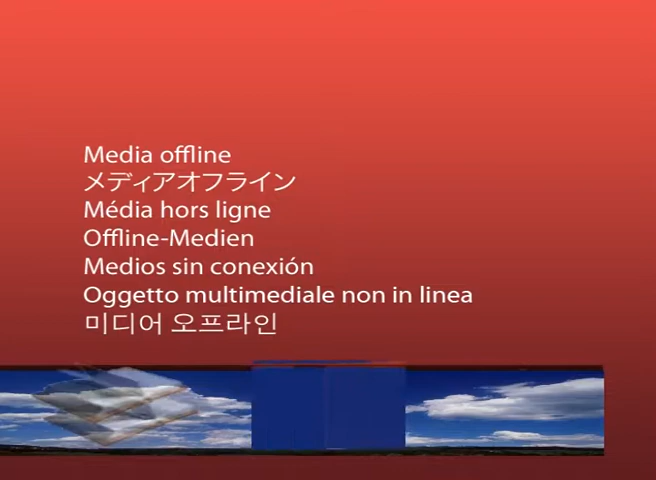 Media offline
メディアオフライン
Média hors ligne
Offline-Medien
Medios sin conexión
Oggetto multimediale non in linea
미디어 오프라인